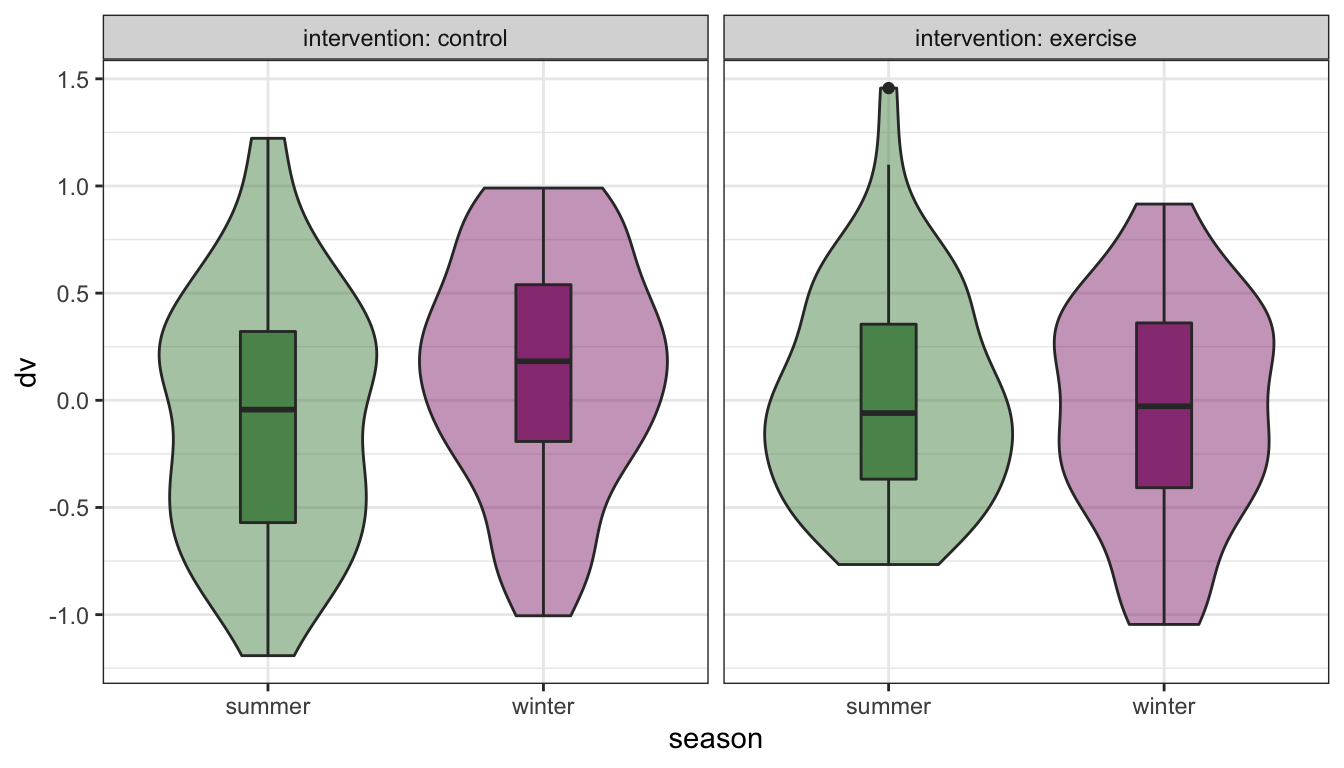 intervention: control
intervention: exercise
1.5
1.0
0.5
0.0
-0.5
-1.0
dv
summer
winter
summer
winter
season